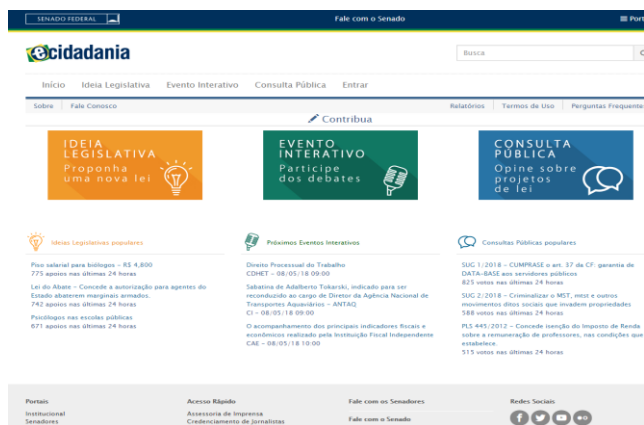 SENADO FEDERAL
Fale com o Senado
Port
ecidadania
Busca
Início Ideia Legislativa Evento Interativo Consulta Pública Entrar
Sobre Fale Conosco
Relatórios Termos de Uso Perguntas Frequente
Contribua
IDEIA
LEGISLATIVA
Proponha
uma nova lei
EVENTO
INTERATIVO
Participe
dos debates
CONSULTA
PÚBLICA
Opine sobre
projetos
de lei
Ideias Legislativas populares
Piso salarial para biólogos – R$ 4,800
775 apoios nas últimas 24 horas
Lei do Abate – Concede a autorização para agentes do
Estado abaterem marginais armados.
742 apoios nas últimas 24 horas
Psicólogos nas escolas públicas
671 apoios nas últimas 24 horas
Próximos Eventos Interativos
Direito Processual do Trabalho
CDHET – 08/05/18 09:00
Sabatina de Adalberto Tokarski, indicado para ser
reconduzido ao cargo de Diretor da Agência Nacional de
Transportes Aquaviários – ANTAQ
CI – 08/05/18 09:00
O acompanhamento dos principais indicadores fiscais e
econômicos realizado pela Instituição Fiscal Independente
CAE – 08/05/18 10:00
Consultas Públicas populares
SUG 1/2018 – CUMPRASE o art. 37 da CF: garantia de
DATA-BASE aos servidores públicos
825 votos nas últimas 24 horas
SUG 2/2018 – Criminalizar o MST, mtst e outros
movimentos ditos sociais que invadem propriedades
588 votos nas últimas 24 horas
PLS 445/2012 – Concede isenção do Imposto de Renda
sobre a remuneração de professores, nas condições que
estabelece.
515 votos nas últimas 24 horas
Portais
Institucional
Senadores
Acesso Rápido
Assessoria de Imprensa
Credenciamento de Jornalistas
Fale com os Senadores
Fale com o Senado
Redes Sociais